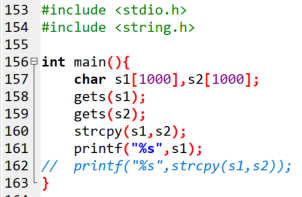 153 #include <stdio.h>
154 #include <string.h>
155
156 int main(){
157 char s1[1000],s2[1000];
158 gets(s1);
159 gets(s2);
160 strcpy(s1,s2);
161 printf("%s",s1);
162 // printf("%s",strcpy(s1,s2));
163 }